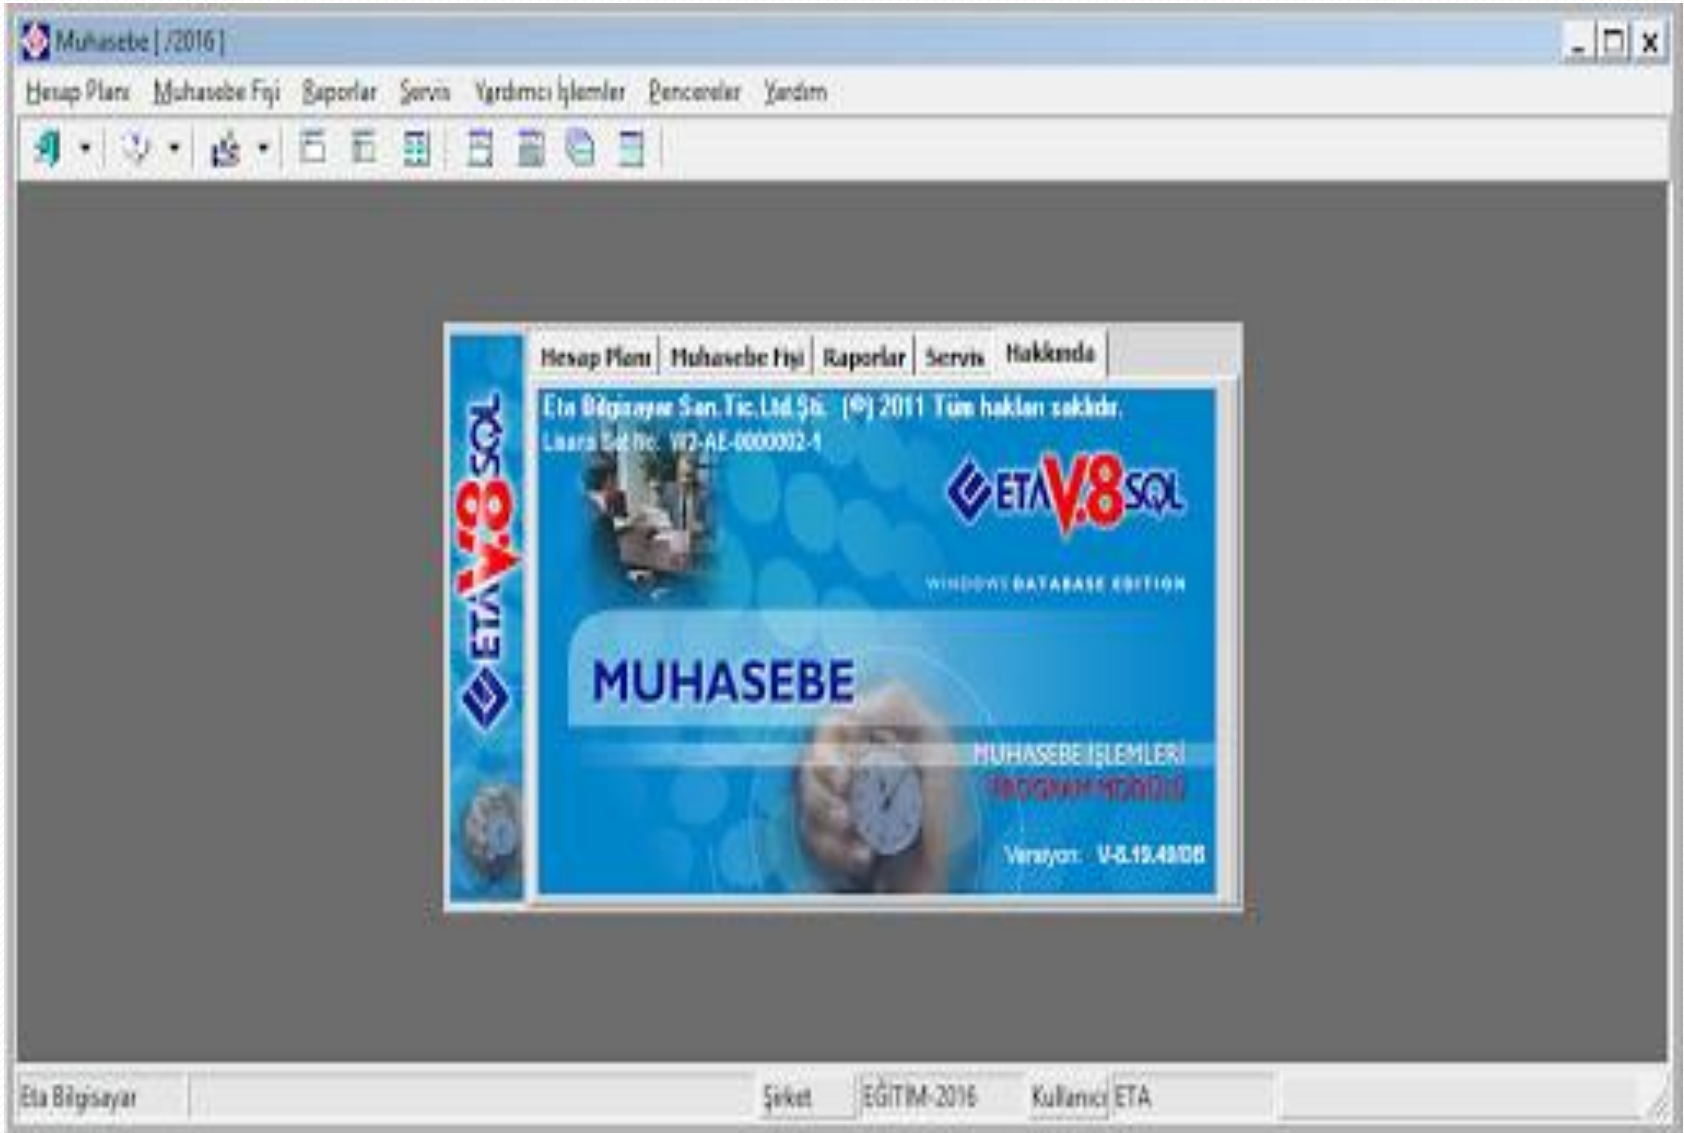 Muhasebe [ /2016 ]
Hesap Planı Muhasebe Fişi Raporlar Servis Yardımcı İşlemler Pencereler Yardım
Hesap Planı Muhasebe Fişi Raporlar Servis Hakkında
Eta Bilgisayar San.Tic.Ltd.Şti. (©) 2011 Tüm hakları saklıdır.
ETA V.8 SQL
ETA V.8 SQL
WINDOWS DATABASE EDITION
MUHASEBE
MUHASEBE İŞLEMLERİ
PROGRAM MODÜLÜ
Versiyon:
Eta Bilgisayar Şirket EĞİTİM-2016 Kullanıcı ETA